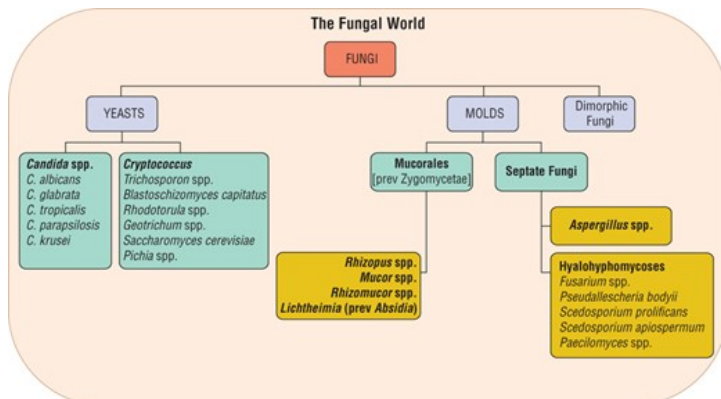 The Fungal World
FUNGI
YEASTS
MOLDS
Dimorphic
Fungi
Candida spp.
C. albicans
C. glabrata
C. tropicalis
C. parapsilosis
C. krusei
Cryptococcus
Trichosporon spp.
Blastoschizomyces capitatus
Rhodotorula spp.
Geotrichum spp.
Saccharomyces cerevisiae
Pichia spp.
Mucorales
[prev Zygomycetae]
Septate Fungi
Rhizopus spp.
Mucor spp.
Rhizomucor spp.
Lichtheimia (prev Absidia)
Aspergillus spp.
Hyalohyphomycoses
Fusarium spp.
Pseudallescheria bodyii
Scedosporium prolificans
Scedosporium apiospermum
Paecilomyces spp.